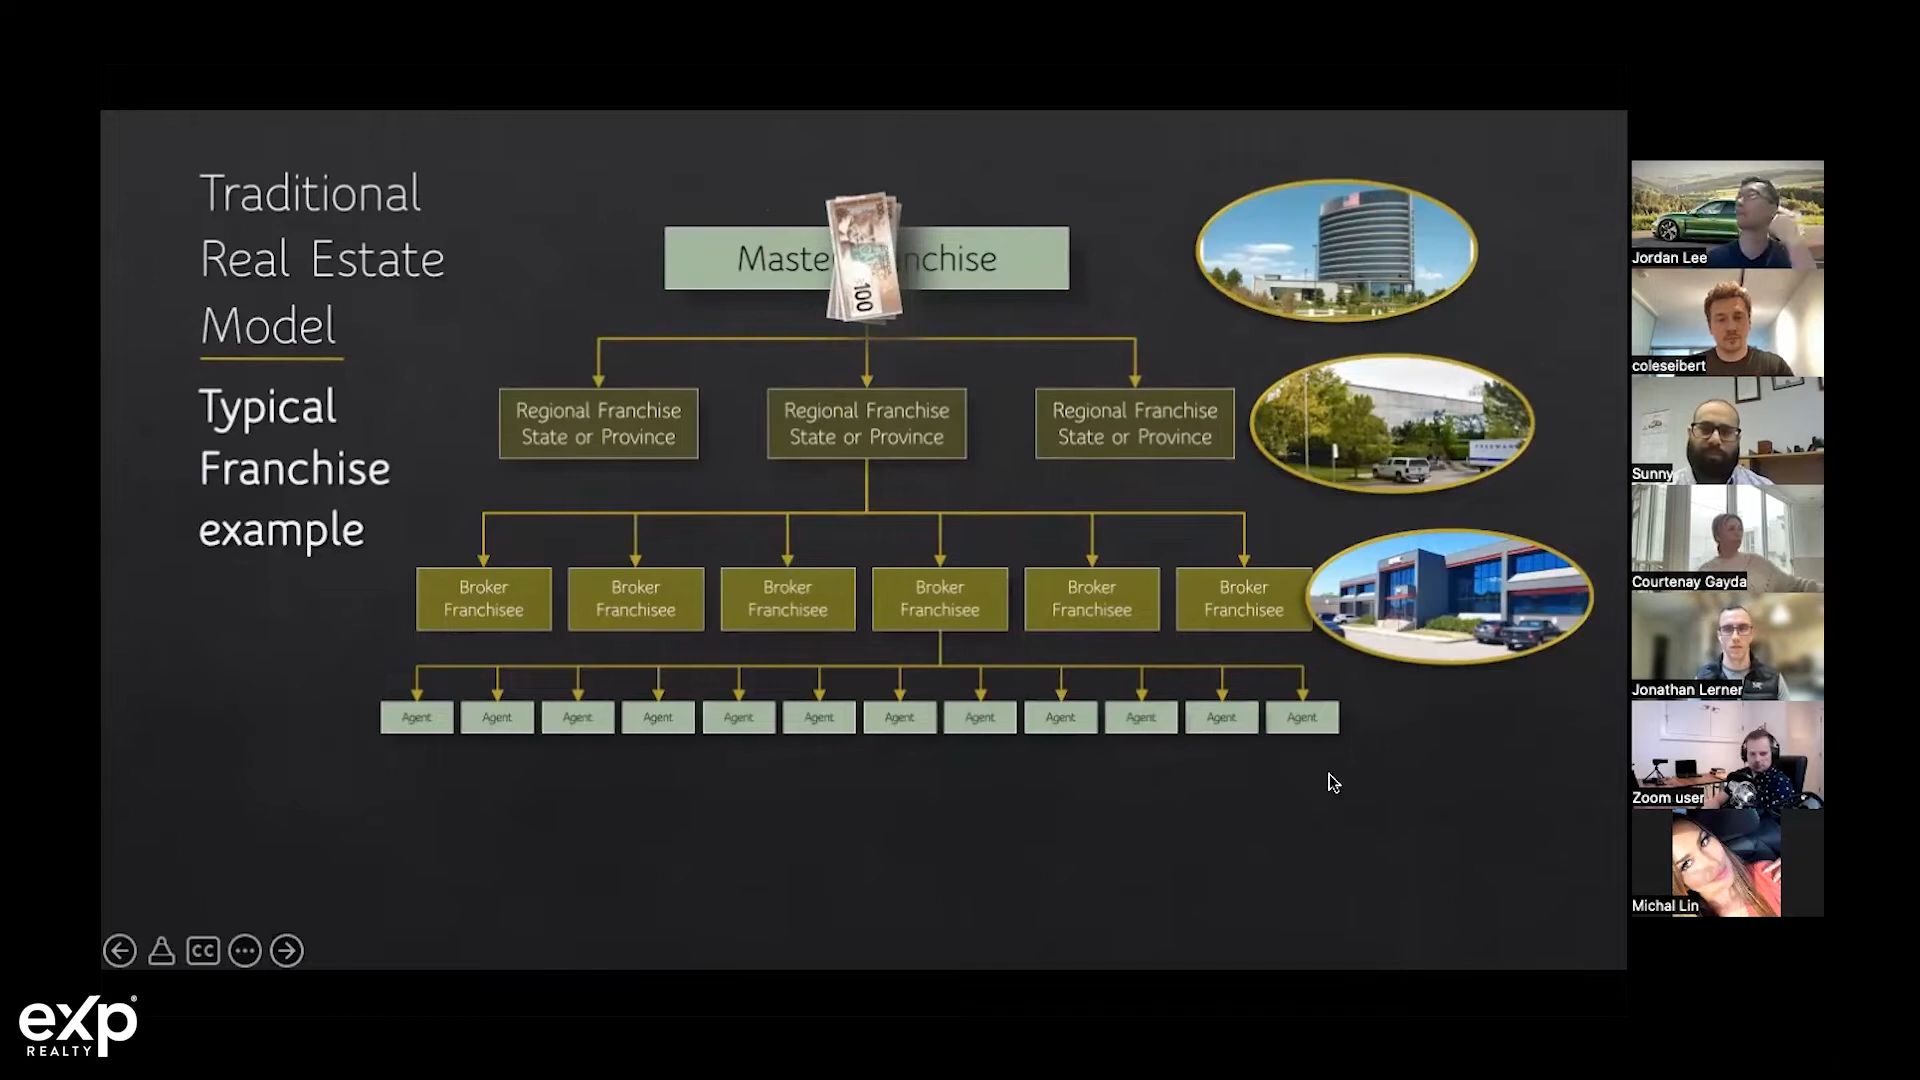 Traditional
Real Estate
Model
Typical
Franchise
example
Maste nchise
100
Regional Franchise
State or Province
Regional Franchise
State or Province
Regional Franchise
State or Province
Broker
Franchisee
Broker
Franchisee
Broker
Franchisee
Broker
Franchisee
Broker
Franchisee
Broker
Franchisee
Agent
Agent
Agent
Agent
Agent
Agent
Agent
Agent
Agent
Agent
Agent
Agent
Jordan Lee
coleseibert
Sunny
Courtenay Gayda
Jonathan Lerner
Zoom user
Michal Lin
CC
eXp
REALTY